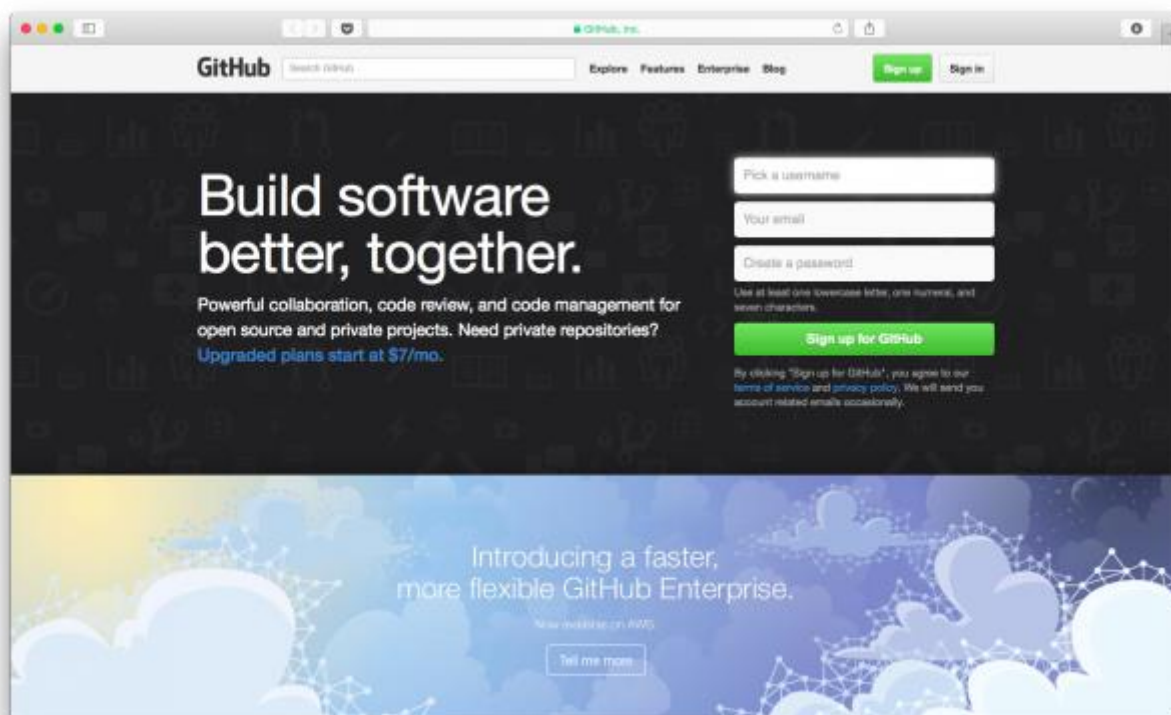 GitHub, Inc.
GitHub Search GitHub Explore Features Enterprise Blog Sign up Sign in
Build software
better, together.
Powerful collaboration, code review, and code management for
open source and private projects. Need private repositories?
Upgraded plans start at $7/mo.
Pick a username
Your email
Create a password
Use at least one lowercase letter, one numeral, and
seven characters.
Sign up for GitHub
By clicking "Sign up for GitHub", you agree to our
terms of service and privacy policy. We will send you
account related emails occasionally.
Introducing a faster,
more flexible GitHub Enterprise.
Now available on AWS.
Tell me more